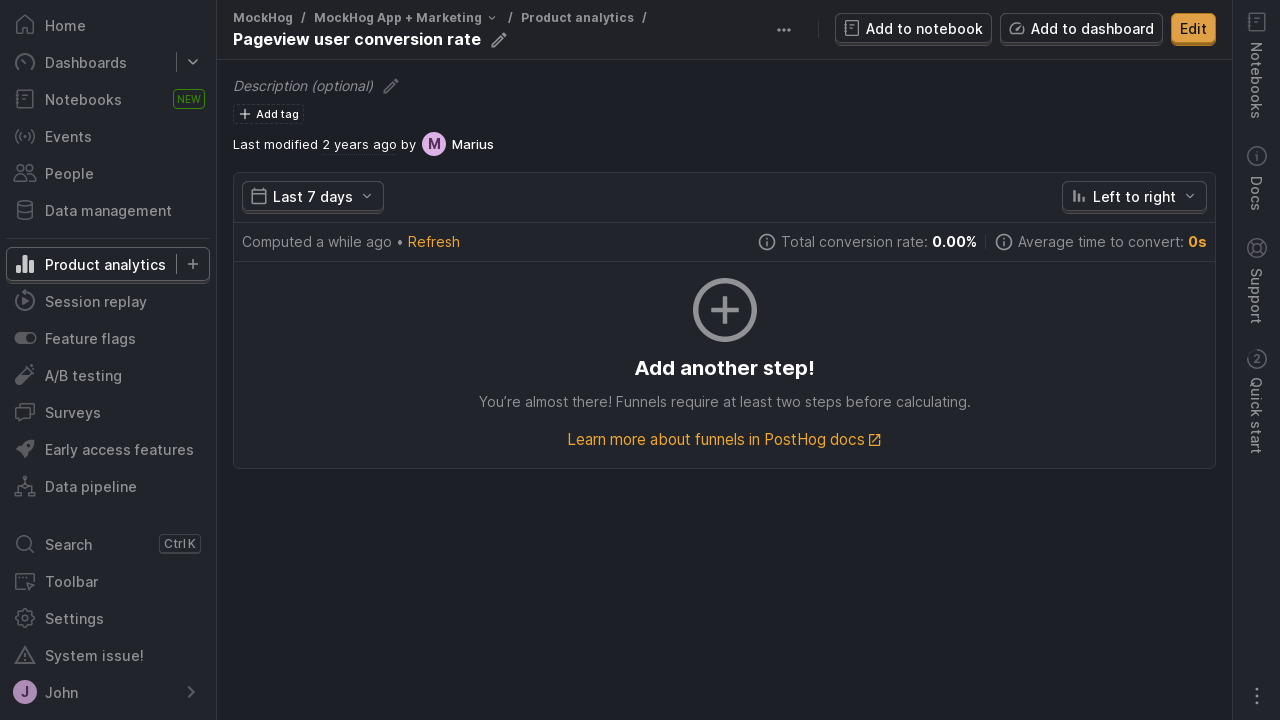 Home
Dashboards
Notebooks NEW
Events
People
Data management
Product analytics
Session replay
Feature flags
A/B testing
Surveys
Early access features
Data pipeline
Search Ctrl K
Toolbar
Settings
System issue!
J John
MockHog / MockHog App + Marketing / Product analytics /
Pageview user conversion rate
Add to notebook
Add to dashboard
Edit
Description (optional)
Add tag
Last modified 2 years ago by M Marius
Last 7 days
Left to right
Computed a while ago • Refresh
Total conversion rate: 0.00%
Average time to convert: 0s
Add another step!
You’re almost there! Funnels require at least two steps before calculating.
Learn more about funnels in PostHog docs
Notebooks
Docs
Support
2
Quick start